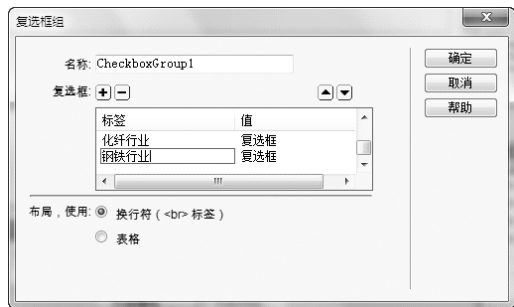 复选框组
名称: CheckboxGroup1
确定
取消
帮助
复选框:
标签 值
化纤行业 复选框
钢铁行业 复选框
布局，使用: 换行符（<br> 标签）
表格